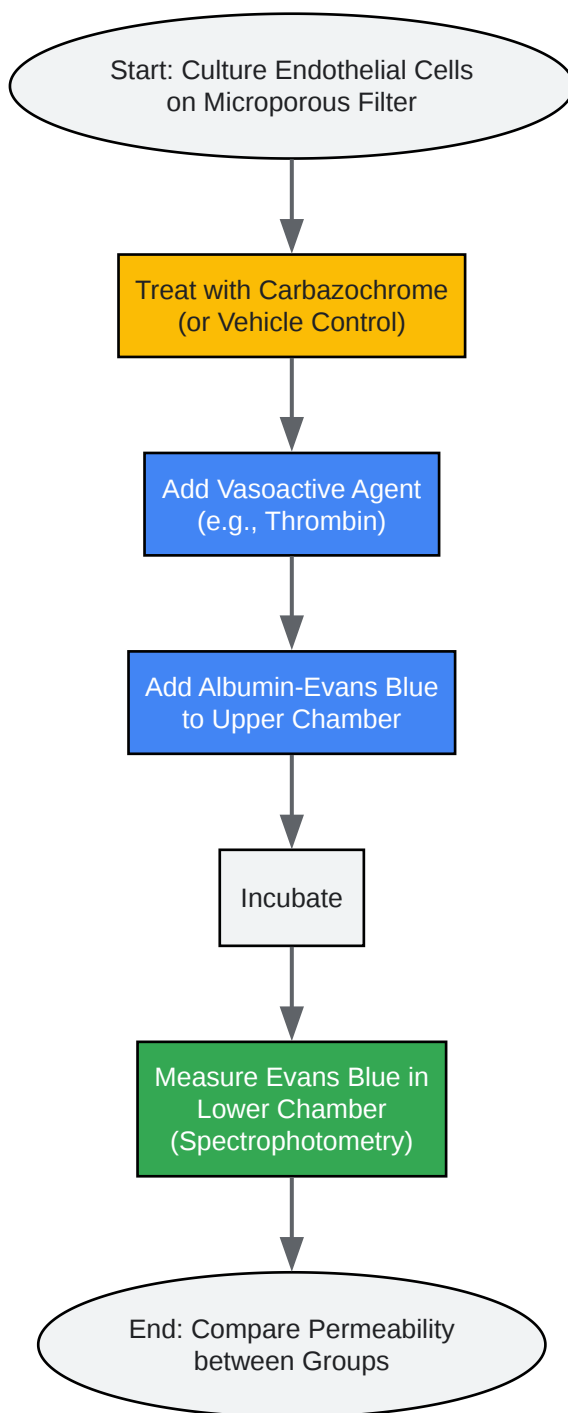 Start: Culture Endothelial Cells
on Microporous Filter
Treat with Carbazochrome
(or Vehicle Control)
Add Vasoactive Agent
(e.g., Thrombin)
Add Albumin-Evans Blue
to Upper Chamber
Incubate
Measure Evans Blue in
Lower Chamber
(Spectrophotometry)
End: Compare Permeability
between Groups